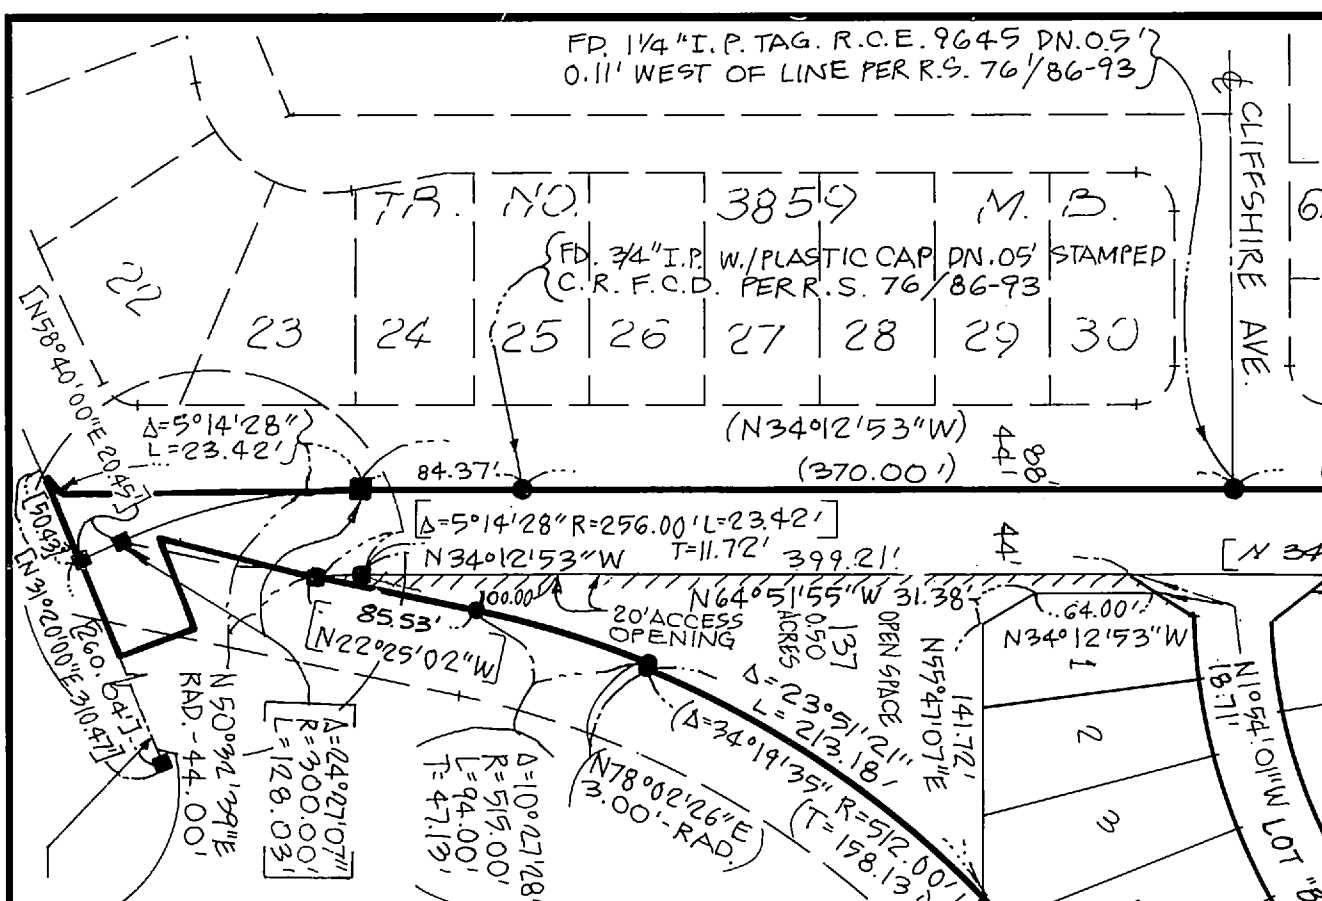 FD. 1 1/4" I.P. TAG. R.C.E. 9645 DN. 0.5'
0.11' WEST OF LINE PER R.S. 76/86-93
℄ CLIFFSHIRE AVE.
TR. NO. 3859 M. B.
FD. 3/4" I.P. W./PLASTIC CAP DN. 05' STAMPED
C.R.F.C.D. PER R.S. 76/86-93
22
23
24
25
26
27
28
29
30
6
[N58°40'00"E 20.45']
Δ=5°14'28"
L=23.42'
84.37'
(N34°12'53"W)
(370.00')
88'
44'
44'
[50.43']
[N31°20'00"E 310.47']
[260.64']
[Δ=5°14'28" R=256.00' L=23.42']
T=11.72'
N34°12'53"W
399.21'
[N 34
100.00'
85.53'
[N22°25'02"W]
20' ACCESS
OPENING
N64°51'55"W 31.38'
64.00'
N34°12'53"W
137
0.50
ACRES
OPEN SPACE
N55°47'07"E
141.72'
1
2
3
N1°54'01"W LOT "B
18.71'
N50°32'39"E
RAD. - 44.00'
[Δ=24°27'07"
R=300.00'
L=128.03']
Δ=10°27'28"
R=515.00'
L=94.00'
T=47.13'
N78°02'26"E
3.00' - RAD.
Δ=23°51'21"
L=213.18'
(Δ=34°19'35" R=512.00'
(T=158.13')